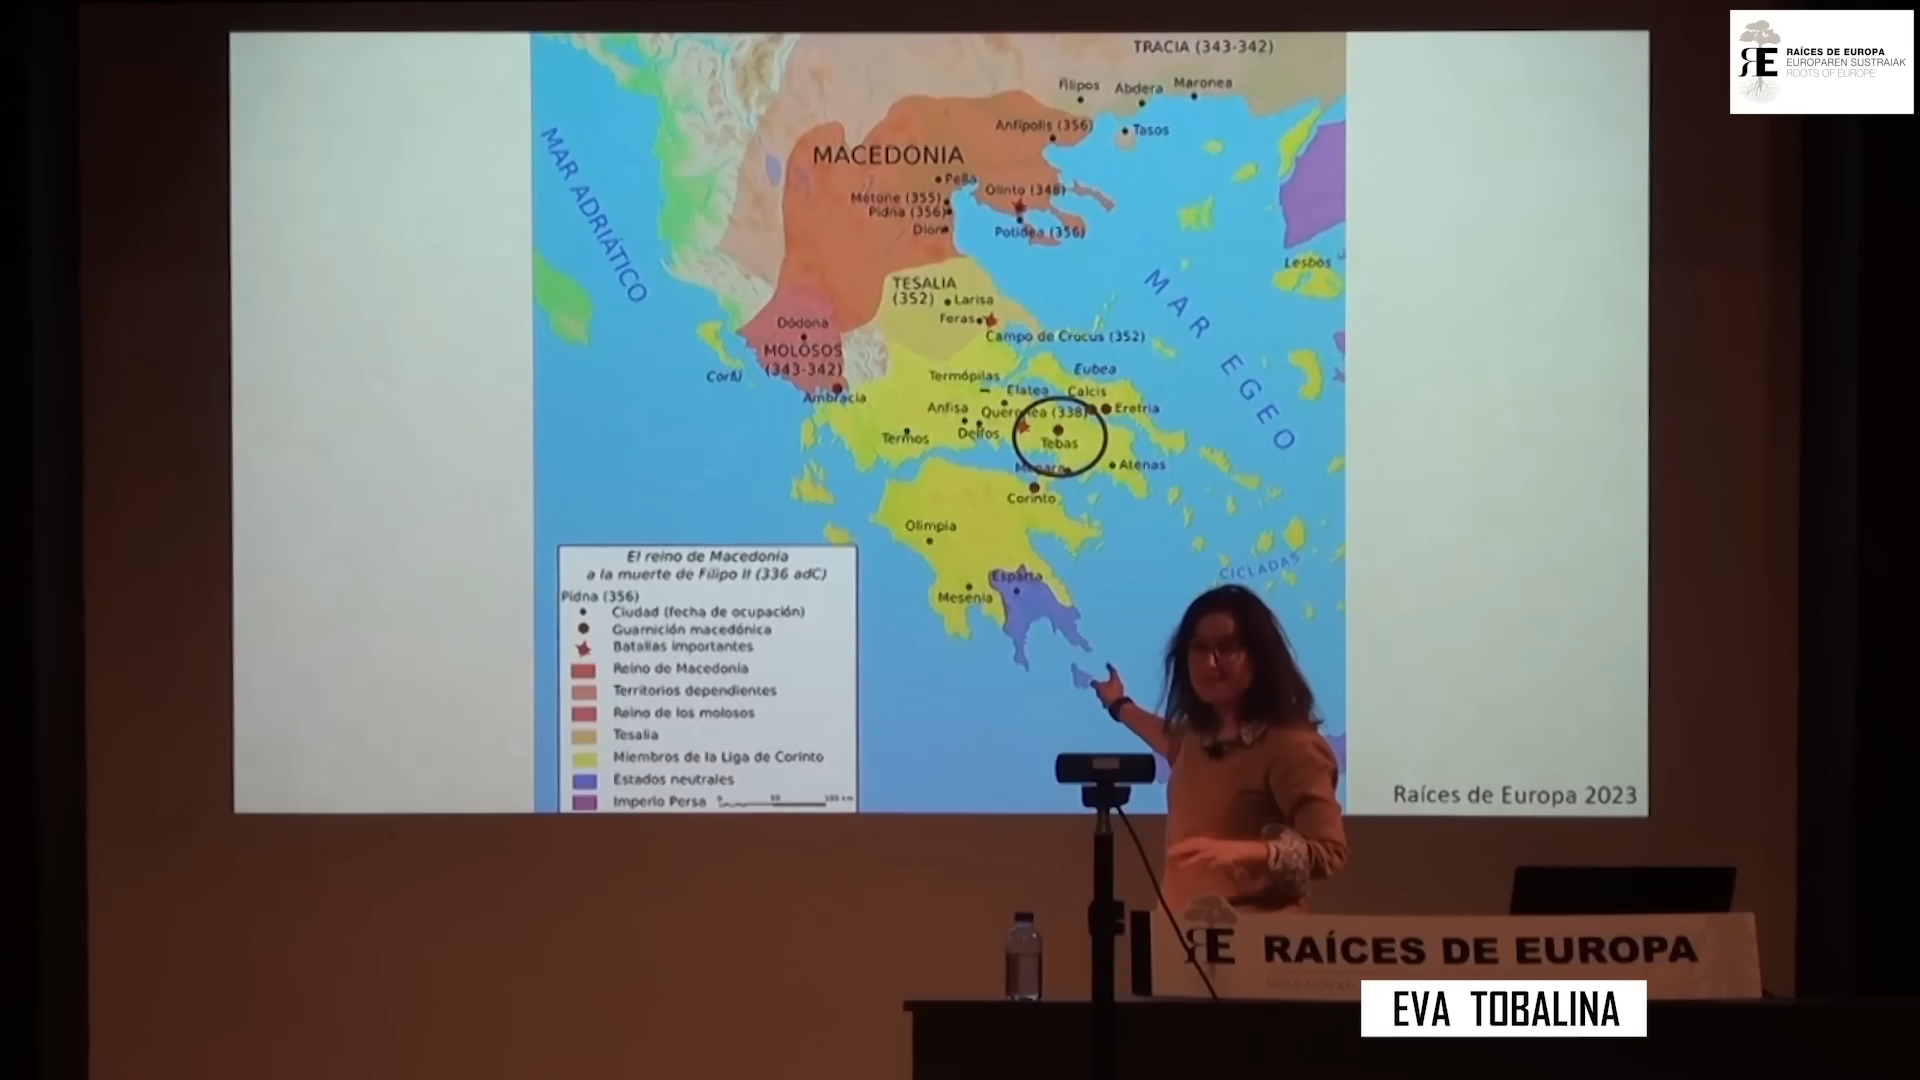 RAÍCES DE EUROPA
EUROPAREN SUSTRAIAK
ROOTS OF EUROPE
TRACIA (343-342)
Filipos
Abdera
Maronea
Anfípolis (356)
Tasos
MAR ADRIÁTICO
MACEDONIA
Pella
Olinto (348)
Metone (355)
Pidna (356)
Dion
Potidea (356)
Lesbos
MAR EGEO
TESALIA
(352)
Larisa
Feras
Campo de Crocus (352)
Dódona
MOLOSOS
(343-342)
Corfú
Ambracia
Termópilas
Eubea
Elatea
Calcis
Anfisa
Queronea (338)
Eretria
Termos
Delfos
Tebas
Megara
Atenas
Corinto
Olimpia
CICLADAS
Esparta
Mesenia
El reino de Macedonia
a la muerte de Filipo II (336 adC)
Pidna (356)
Ciudad (fecha de ocupación)
Guarnición macedónica
Batallas importantes
Reino de Macedonia
Territorios dependientes
Reino de los molosos
Tesalia
Miembros de la Liga de Corinto
Estados neutrales
Imperio Persa
Raíces de Europa 2023
RE RAÍCES DE EUROPA
EVA TOBALINA